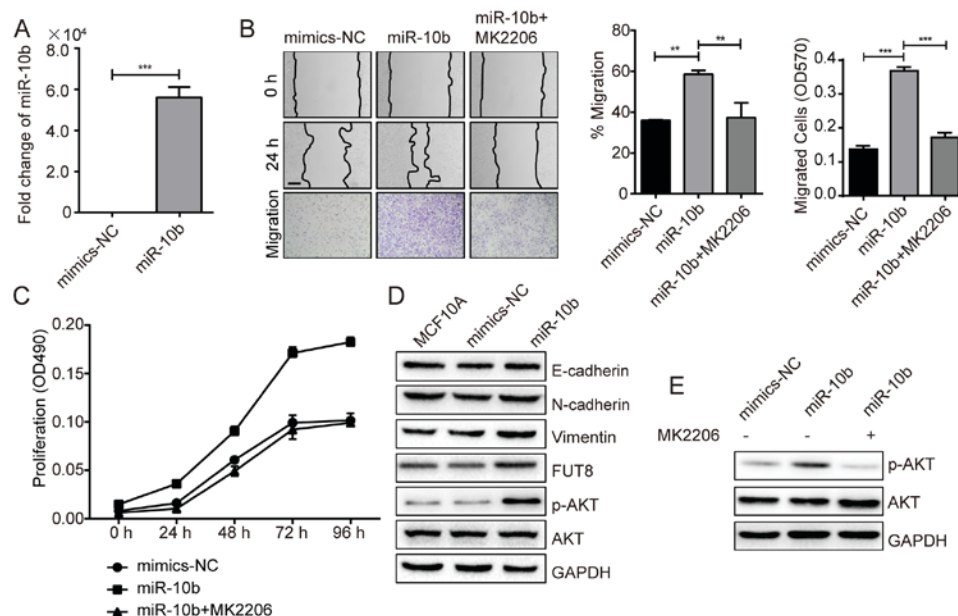 A
×10⁴
8.0
6.0
4.0
2.0
0
Fold change of miR-10b
***
mimics-NC
miR-10b
B
mimics-NC
miR-10b
miR-10b+
MK2206
0 h
24 h
Migration
80
60
40
20
0
% Migration
**
**
mimics-NC
miR-10b
miR-10b+MK2206
0.4
0.3
0.2
0.1
0.0
Migrated Cells (OD570)
***
***
mimics-NC
miR-10b
miR-10b+MK2206
C
0.20
0.15
0.10
0.05
0.00
Proliferation (OD490)
0 h
24 h
48 h
72 h
96 h
mimics-NC
miR-10b
miR-10b+MK2206
D
MCF10A
mimics-NC
miR-10b
E-cadherin
N-cadherin
Vimentin
FUT8
p-AKT
AKT
GAPDH
E
mimics-NC
miR-10b
miR-10b
MK2206 - - +
p-AKT
AKT
GAPDH